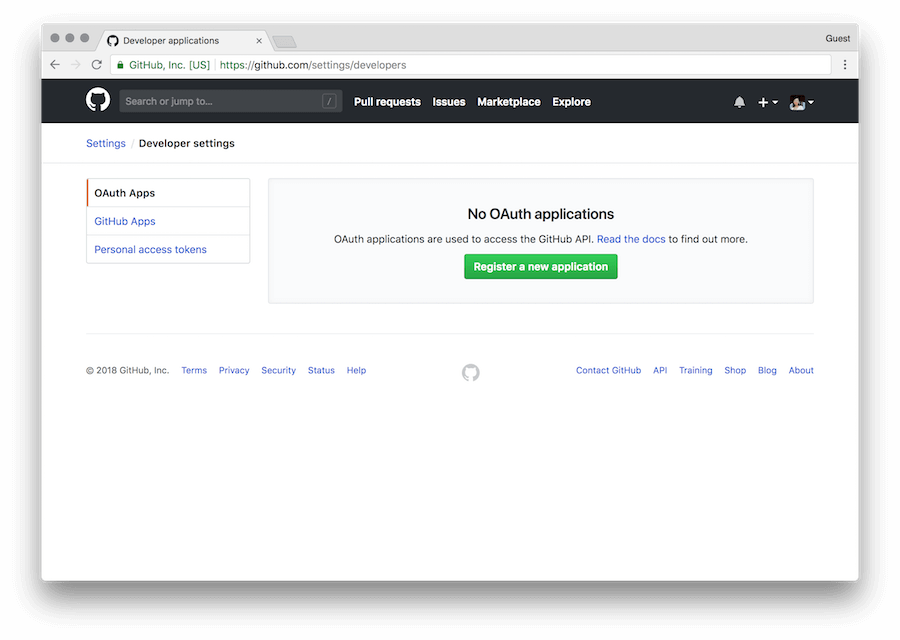 Developer applications
Guest
GitHub, Inc. [US] https://github.com/settings/developers
Search or jump to... / Pull requests Issues Marketplace Explore
Settings / Developer settings
OAuth Apps
GitHub Apps
Personal access tokens
No OAuth applications
OAuth applications are used to access the GitHub API. Read the docs to find out more.
Register a new application
© 2018 GitHub, Inc. Terms Privacy Security Status Help
Contact GitHub API Training Shop Blog About